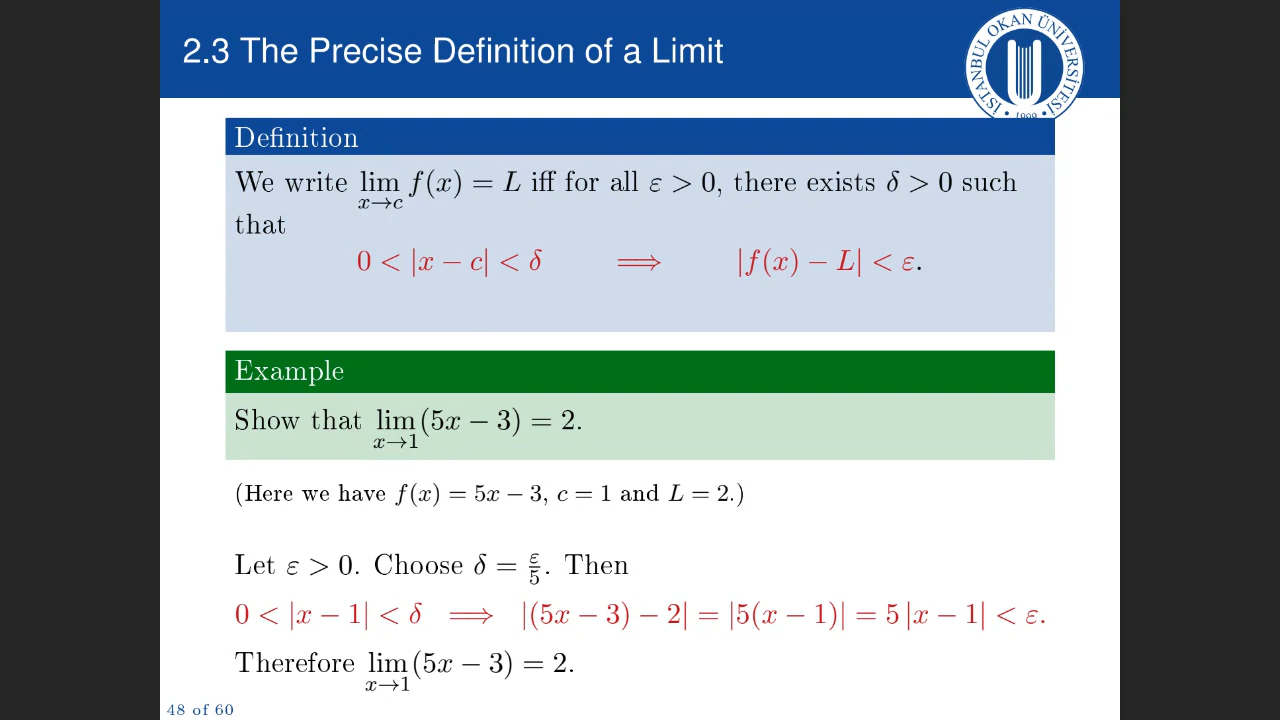 2.3 The Precise Definition of a Limit
İSTANBUL OKAN ÜNİVERSİTESİ
• 1999 •
Definition
We write lim f(x) = L iff for all ε > 0, there exists δ > 0 such
x→c
that
0 < |x − c| < δ ⟹ |f(x) − L| < ε.
Example
Show that lim (5x − 3) = 2.
x→1
(Here we have f(x) = 5x − 3, c = 1 and L = 2.)
Let ε > 0. Choose δ = ε/5. Then
0 < |x − 1| < δ ⟹ |(5x − 3) − 2| = |5(x − 1)| = 5 |x − 1| < ε.
Therefore lim (5x − 3) = 2.
x→1
48 of 60